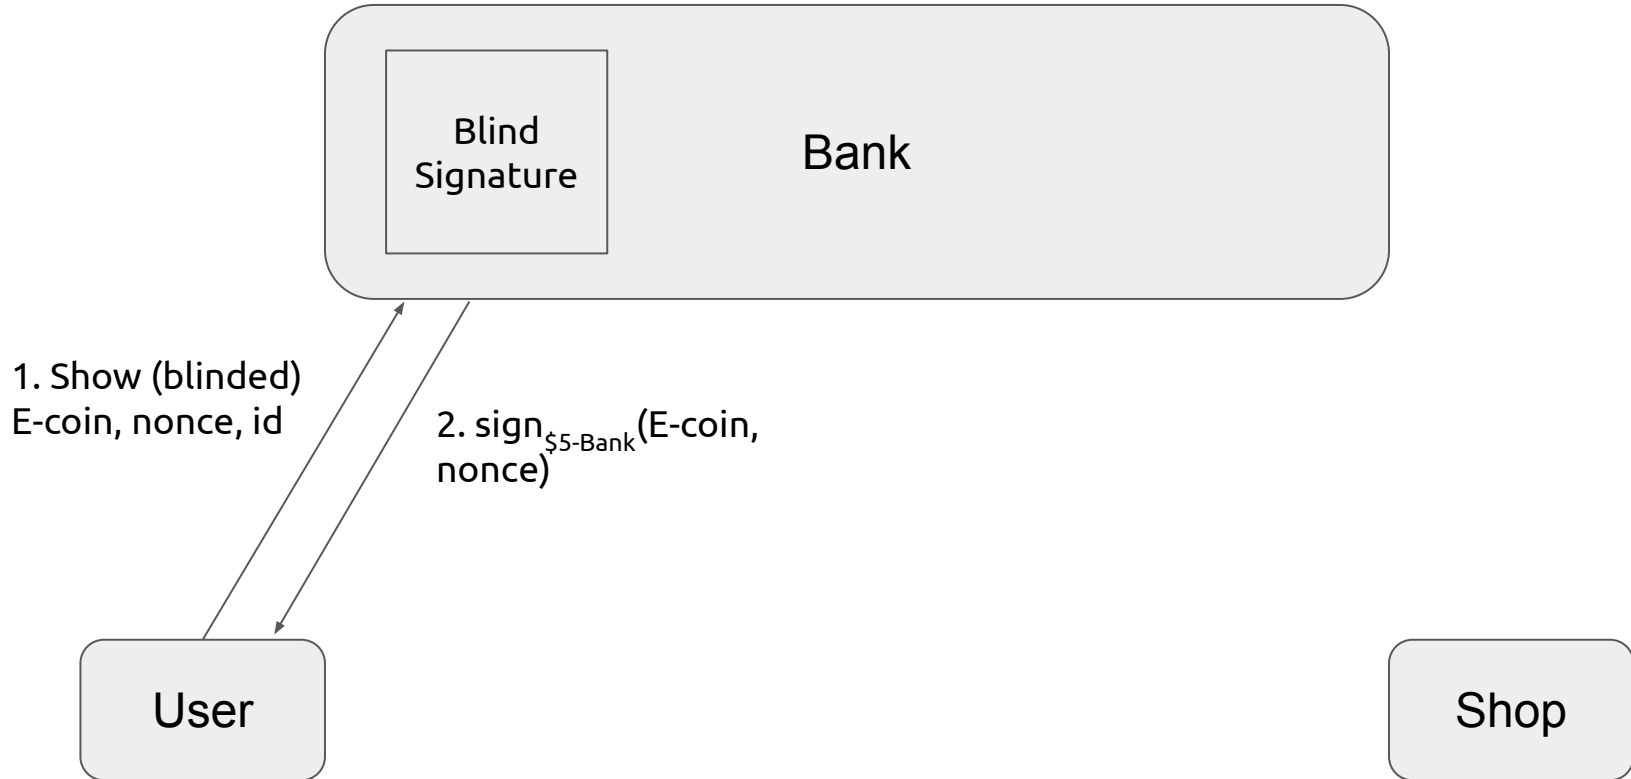 Blind
Signature
Bank
1. Show (blinded)
E-coin, nonce, id
2. sign$5-Bank(E-coin,
nonce)
User
Shop